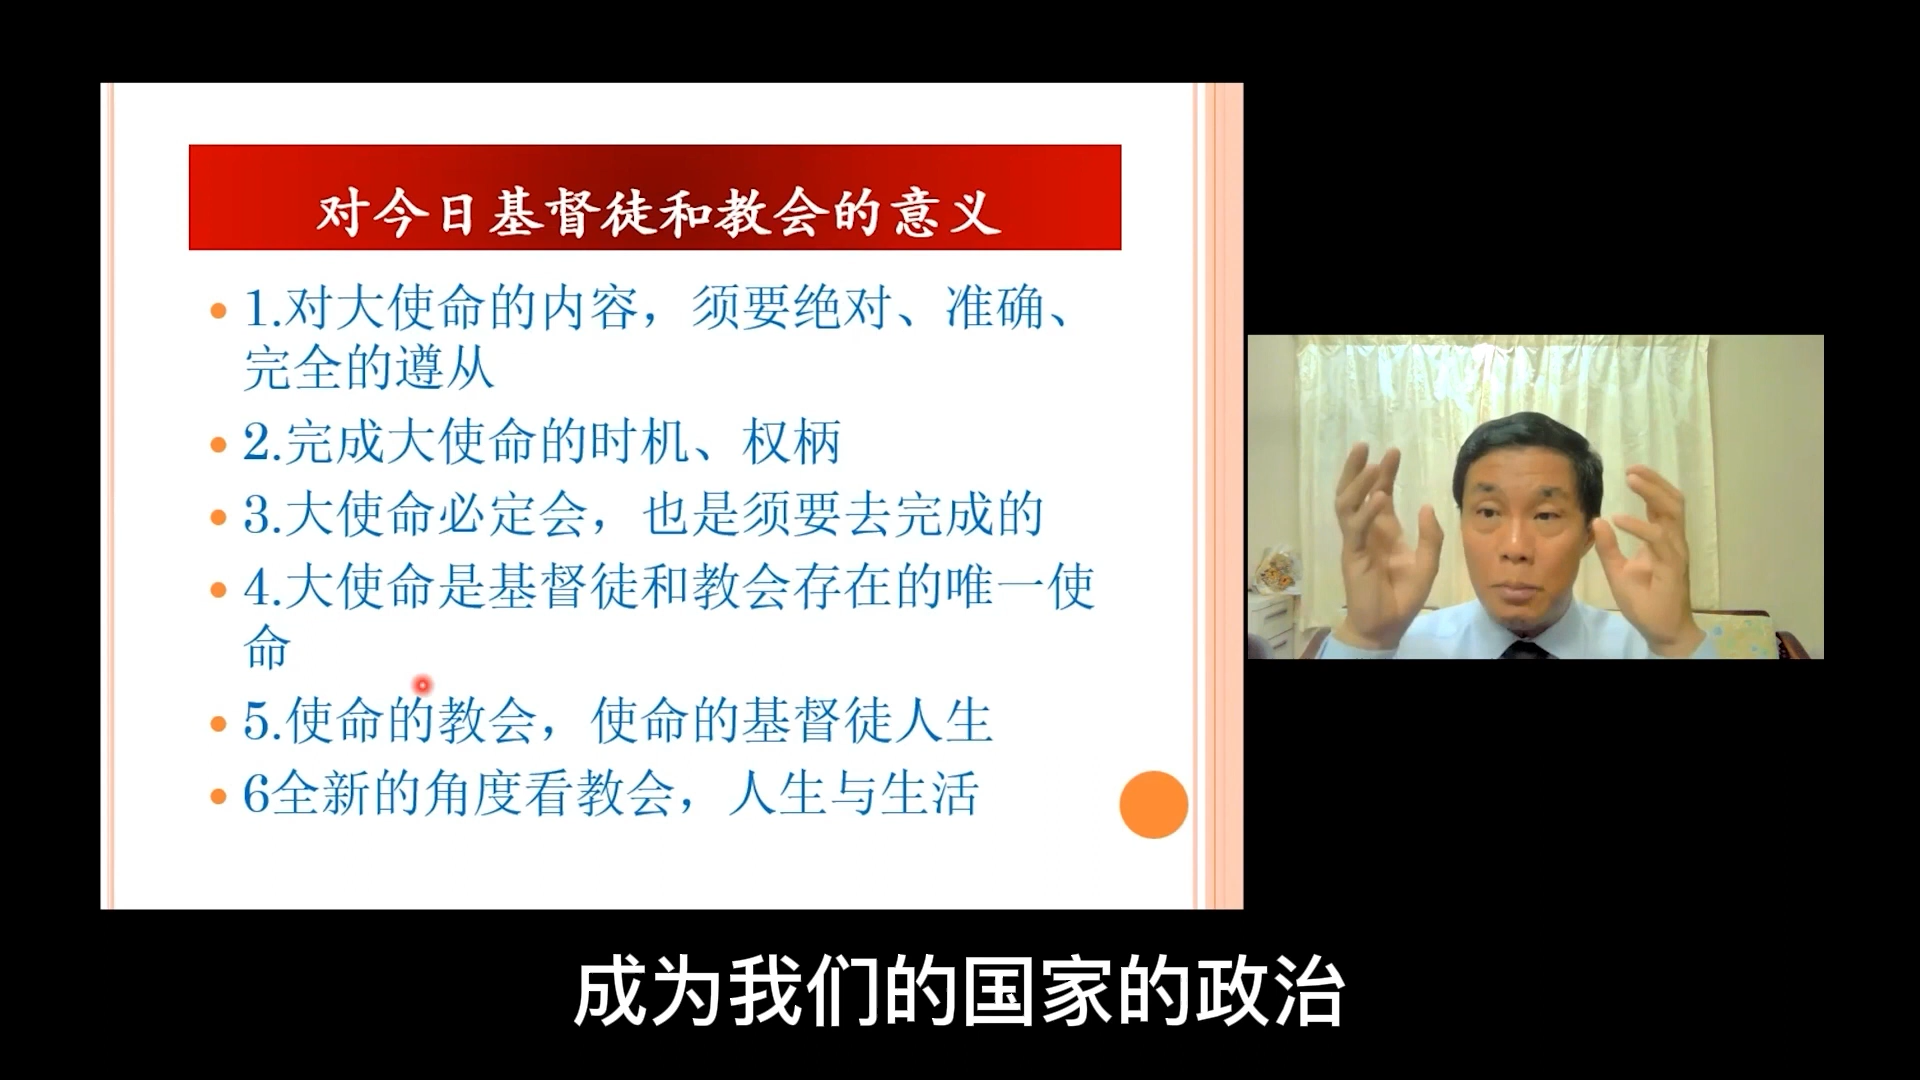 对今日基督徒和教会的意义
1.对大使命的内容，须要绝对、准确、
完全的遵从
2.完成大使命的时机、权柄
3.大使命必定会，也是须要去完成的
4.大使命是基督徒和教会存在的唯一使
命
5.使命的教会，使命的基督徒人生
6全新的角度看教会，人生与生活
成为我们的国家的政治